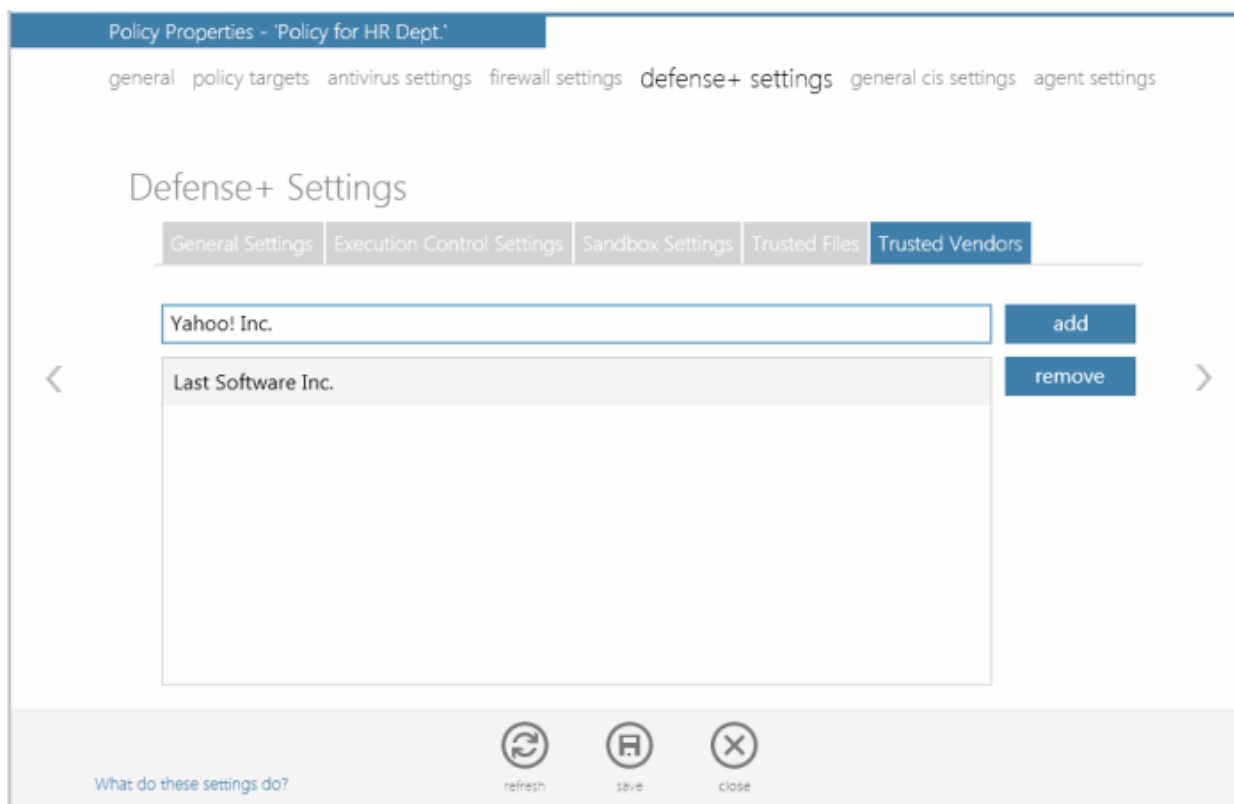 Policy Properties - 'Policy for HR Dept.'
general policy targets antivirus settings firewall settings defense+ settings general cis settings agent settings
Defense+ Settings
General Settings Execution Control Settings Sandbox Settings Trusted Files Trusted Vendors
Yahoo! Inc. add
Last Software Inc. remove
What do these settings do? refresh save close